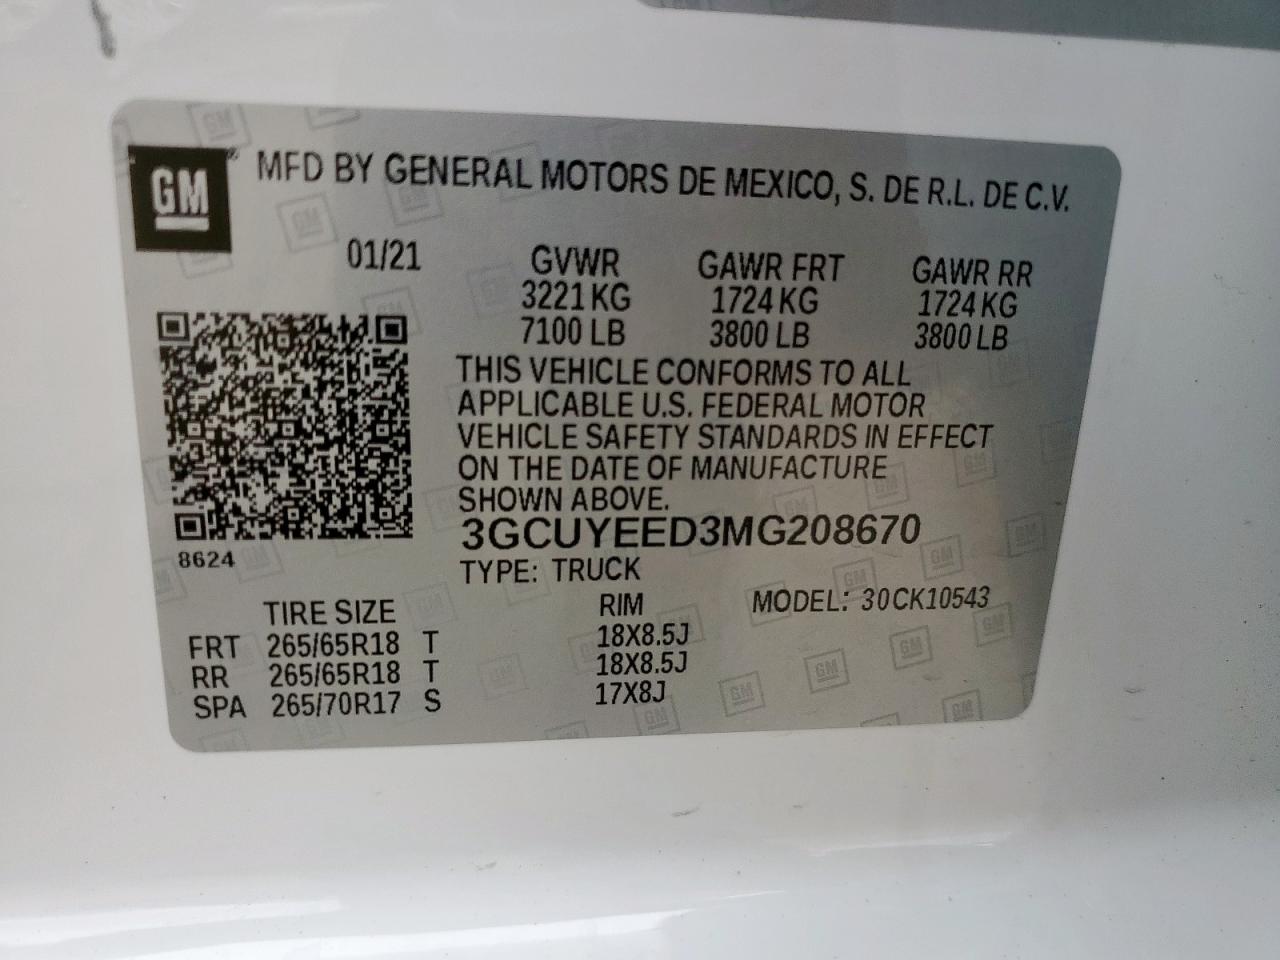 GM MFD BY GENERAL MOTORS DE MEXICO, S. DE R.L. DE C.V.
01/21 GVWR GAWR FRT GAWR RR
3221 KG 1724 KG 1724 KG
7100 LB 3800 LB 3800 LB
THIS VEHICLE CONFORMS TO ALL
APPLICABLE U.S. FEDERAL MOTOR
VEHICLE SAFETY STANDARDS IN EFFECT
ON THE DATE OF MANUFACTURE
SHOWN ABOVE.
3GCUYEED3MG208670
8624
TYPE: TRUCK
TIRE SIZE RIM MODEL: 30CK10543
FRT 265/65R18 T 18X8.5J
RR 265/65R18 T 18X8.5J
SPA 265/70R17 S 17X8J